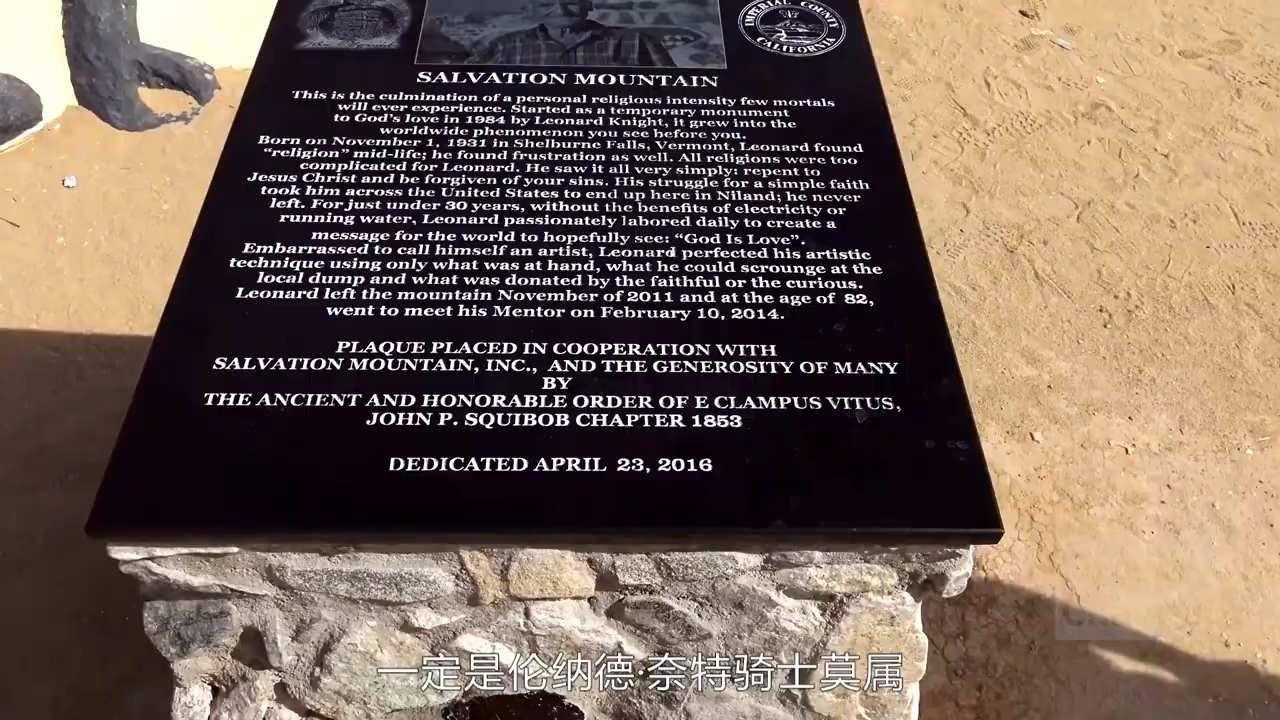 IMPERIAL COUNTY
CALIFORNIA
SALVATION MOUNTAIN
This is the culmination of a personal religious intensity few mortals
will ever experience. Started as a temporary monument
to God's love in 1984 by Leonard Knight, it grew into the
worldwide phenomenon you see before you.
Born on November 1, 1931 in Shelburne Falls, Vermont, Leonard found
“religion” mid-life; he found frustration as well. All religions were too
complicated for Leonard. He saw it all very simply: repent to
Jesus Christ and be forgiven of your sins. His struggle for a simple faith
took him across the United States to end up here in Niland; he never
left. For just under 30 years, without the benefits of electricity or
running water, Leonard passionately labored daily to create a
message for the world to hopefully see: “God Is Love”.
Embarrassed to call himself an artist, Leonard perfected his artistic
technique using only what was at hand, what he could scrounge at the
local dump and what was donated by the faithful or the curious.
Leonard left the mountain November of 2011 and at the age of 82,
went to meet his Mentor on February 10, 2014.
PLAQUE PLACED IN COOPERATION WITH
SALVATION MOUNTAIN, INC., AND THE GENEROSITY OF MANY
BY
THE ANCIENT AND HONORABLE ORDER OF E CLAMPUS VITUS,
JOHN P. SQUIBOB CHAPTER 1853
DEDICATED APRIL 23, 2016
一定是伦纳德·奈特骑士莫属